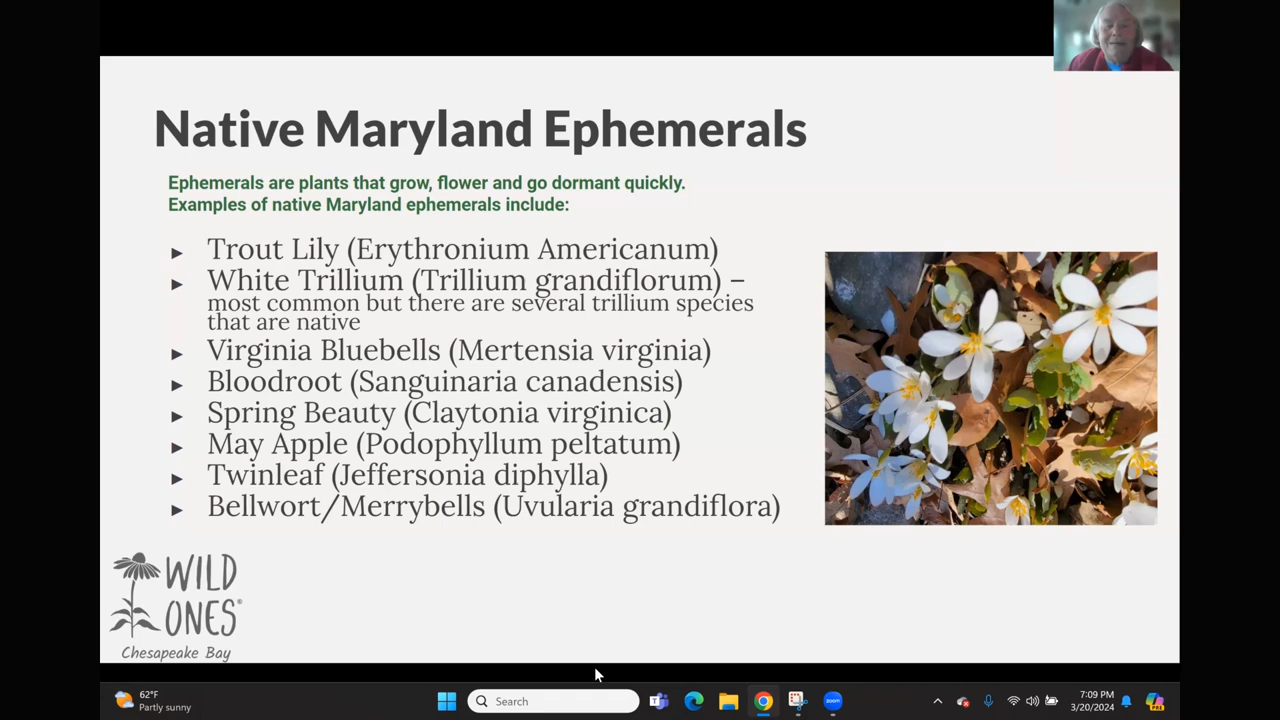 Native Maryland Ephemerals
Ephemerals are plants that grow, flower and go dormant quickly.
Examples of native Maryland ephemerals include:
► Trout Lily (Erythronium Americanum)
► White Trillium (Trillium grandiflorum) –
most common but there are several trillium species
that are native
► Virginia Bluebells (Mertensia virginia)
► Bloodroot (Sanguinaria canadensis)
► Spring Beauty (Claytonia virginica)
► May Apple (Podophyllum peltatum)
► Twinleaf (Jeffersonia diphylla)
► Bellwort/Merrybells (Uvularia grandiflora)
WILD
ONES®
Chesapeake Bay
62°F
Partly sunny
Search
zoom
7:09 PM
3/20/2024
PRE